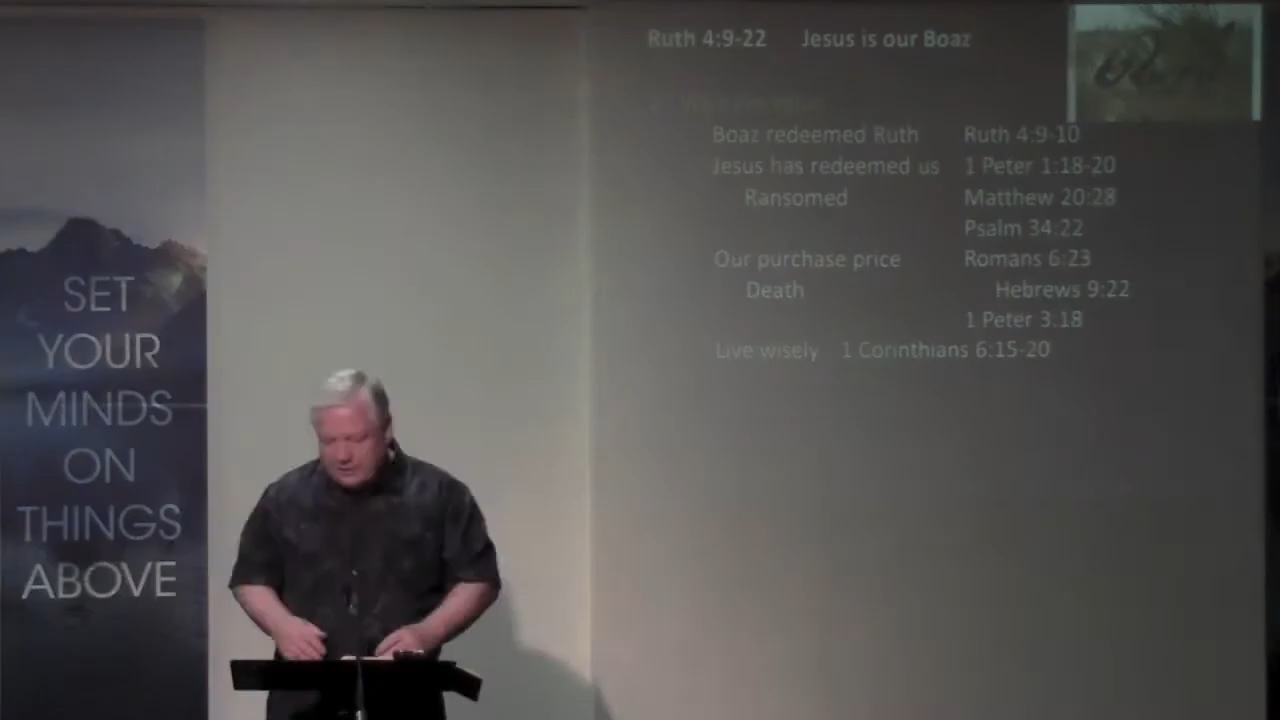 SET
YOUR
MINDS
ON
THINGS
ABOVE
Ruth 4:9-22 Jesus is our Boaz
Boaz redeemed Ruth Ruth 4:9-10
Jesus has redeemed us 1 Peter 1:18-20
Ransomed Matthew 20:28
Psalm 34:22
Our purchase price Romans 6:23
Death Hebrews 9:22
1 Peter 3.18
Live wisely 1 Corinthians 6:15-20